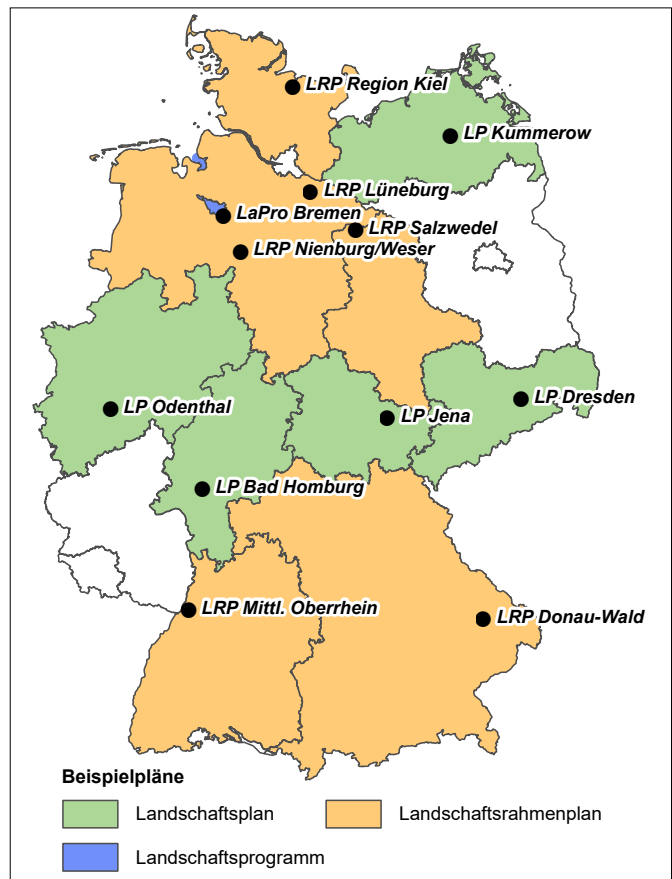 LRP Region Kiel
LP Kummerow
LRP Lüneburg
LaPro Bremen
LRP Salzwedel
LRP Nienburg/Weser
LP Odenthal
LP Dresden
LP Jena
LP Bad Homburg
LRP Mittl. Oberrhein
LRP Donau-Wald
Beispielpläne
Landschaftsplan
Landschaftsrahmenplan
Landschaftsprogramm